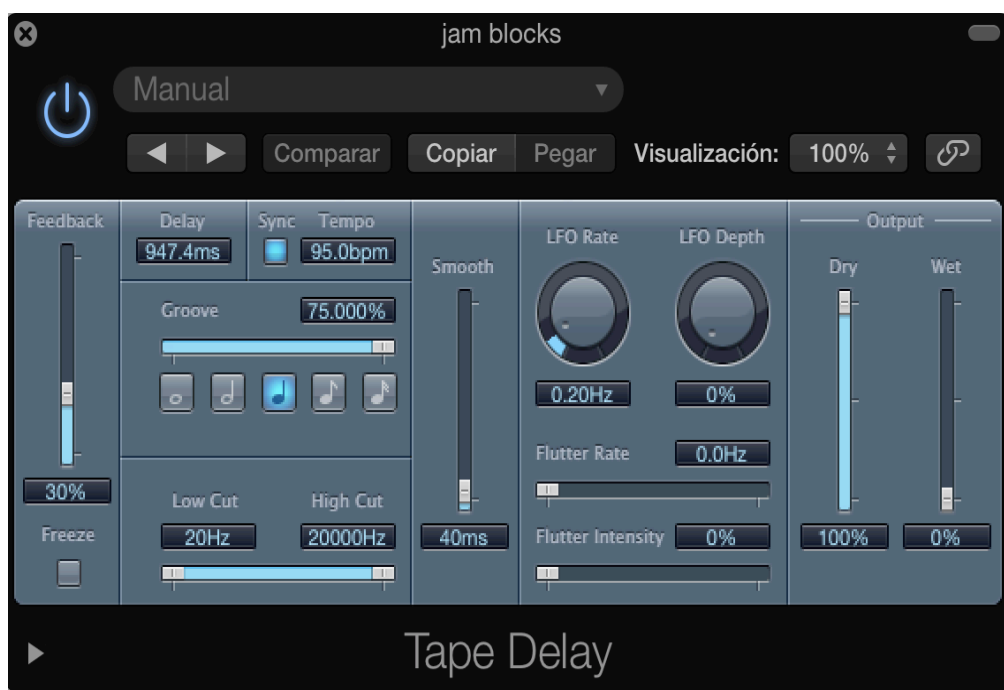 jam blocks
Manual
Comparar Copiar Pegar Visualización: 100%
Feedback Delay Sync Tempo Output
947.4ms 95.0bpm LFO Rate LFO Depth
Smooth Dry Wet
Groove 75.000%
0.20Hz 0%
Flutter Rate 0.0Hz
30% Low Cut High Cut
Freeze 20Hz 20000Hz 40ms Flutter Intensity 0% 100% 0%
Tape Delay